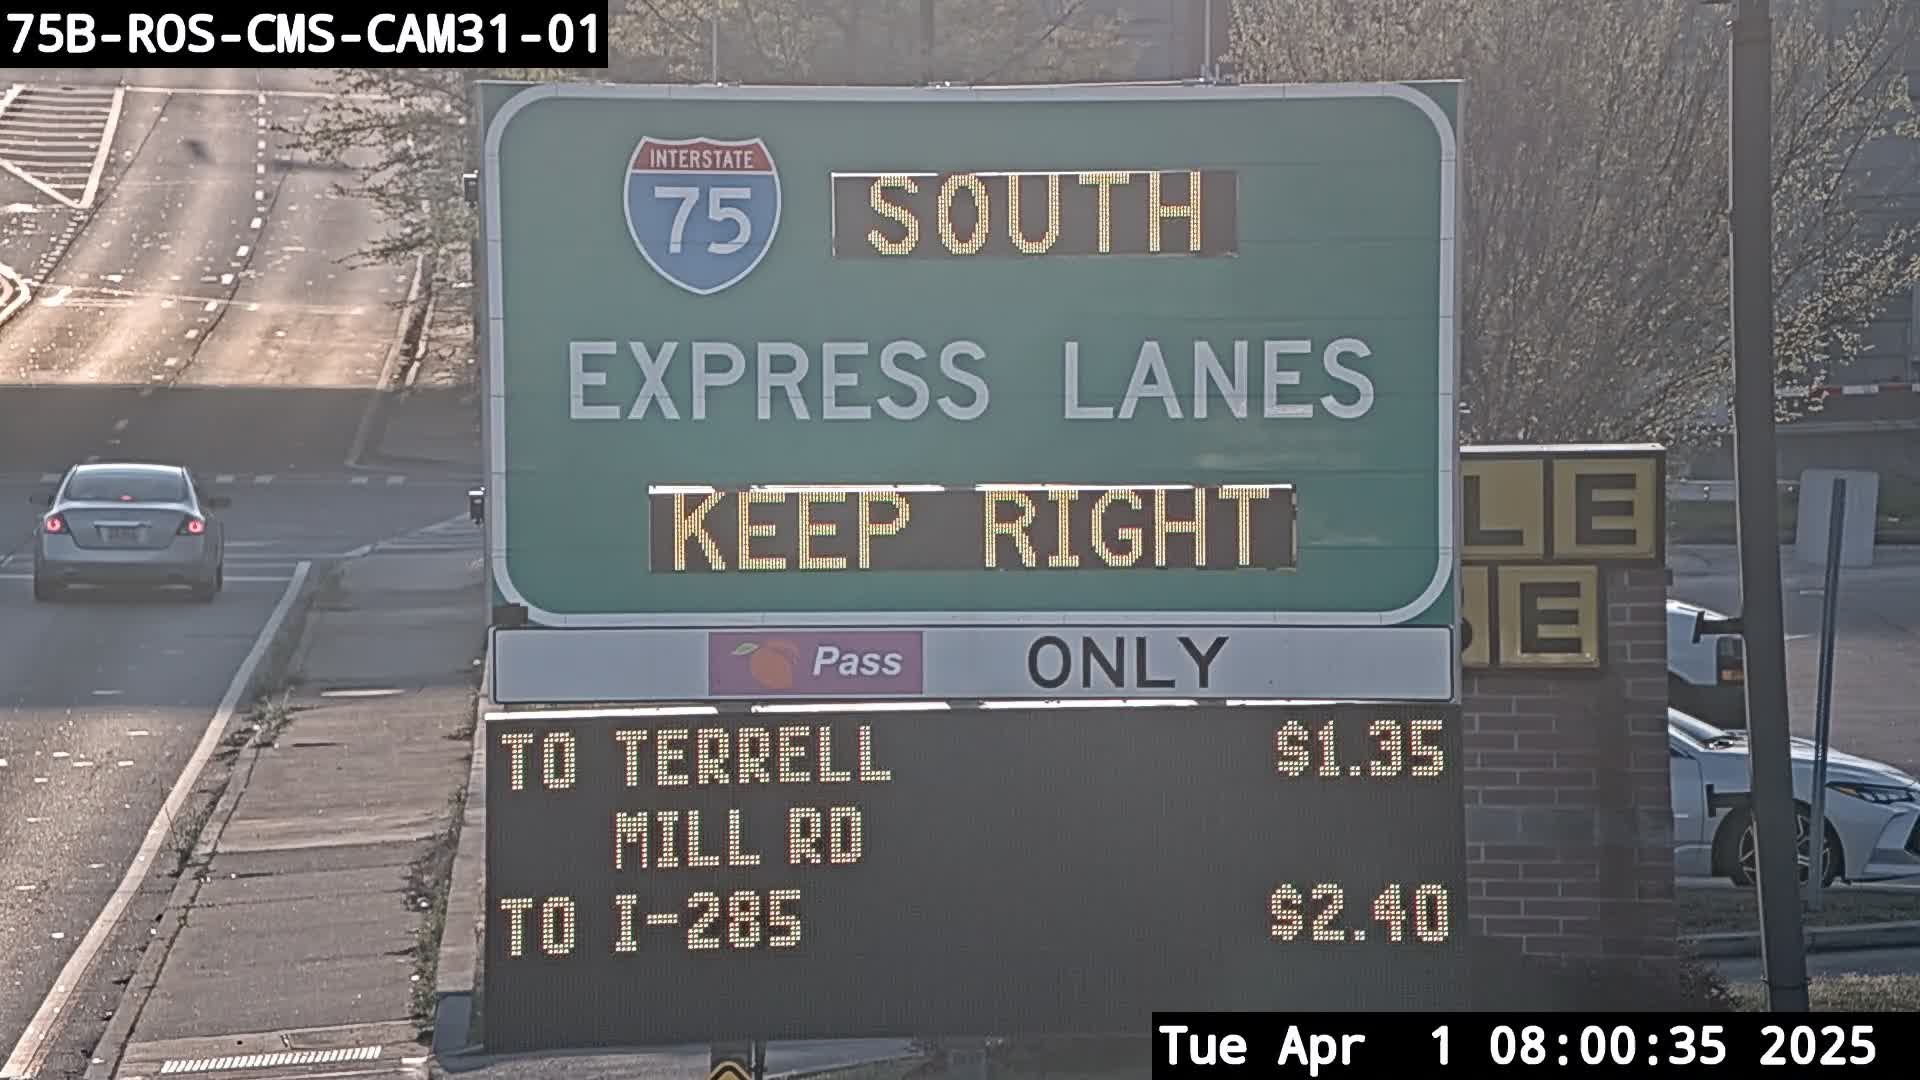 75B-ROS-CMS-CAM31-01
INTERSTATE
75
SOUTH
EXPRESS LANES
KEEP RIGHT
Pass ONLY
TO TERRELL $1.35
MILL RD
TO I-285 $2.40
LE
E
Tue Apr 1 08:00:35 2025